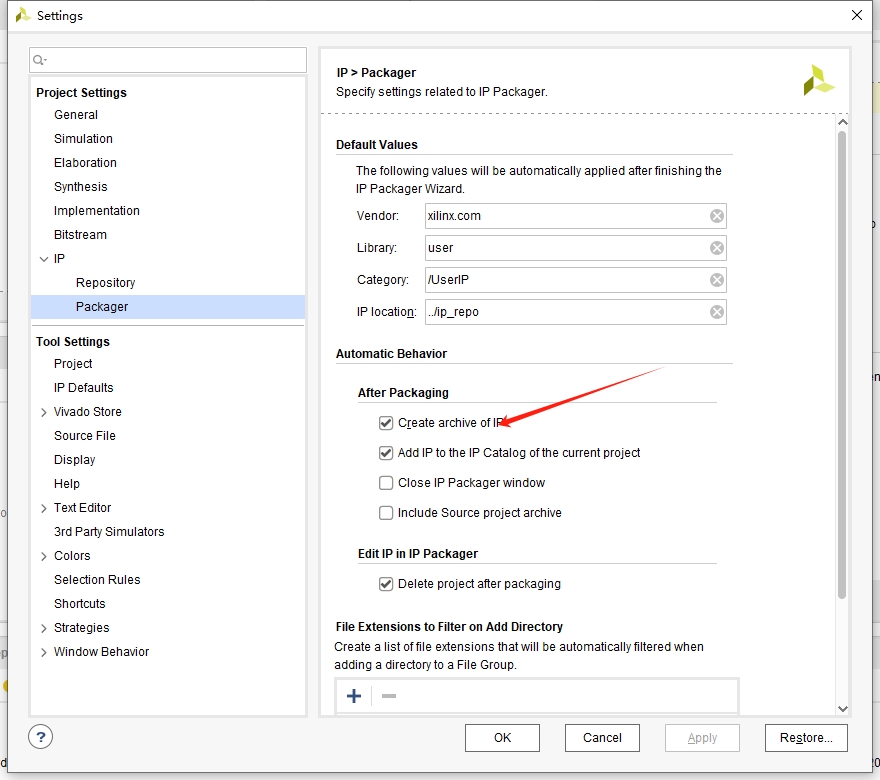 Settings
Project Settings
General
Simulation
Elaboration
Synthesis
Implementation
Bitstream
IP
Repository
Packager
Tool Settings
Project
IP Defaults
Vivado Store
Source File
Display
Help
Text Editor
3rd Party Simulators
Colors
Selection Rules
Shortcuts
Strategies
Window Behavior
IP > Packager
Specify settings related to IP Packager.
Default Values
The following values will be automatically applied after finishing the
IP Packager Wizard.
Vendor: xilinx.com
Library: user
Category: /UserIP
IP location: ../ip_repo
Automatic Behavior
After Packaging
Create archive of IP
Add IP to the IP Catalog of the current project
Close IP Packager window
Include Source project archive
Edit IP in IP Packager
Delete project after packaging
File Extensions to Filter on Add Directory
Create a list of file extensions that will be automatically filtered when
adding a directory to a File Group.
?
OK
Cancel
Apply
Restore...